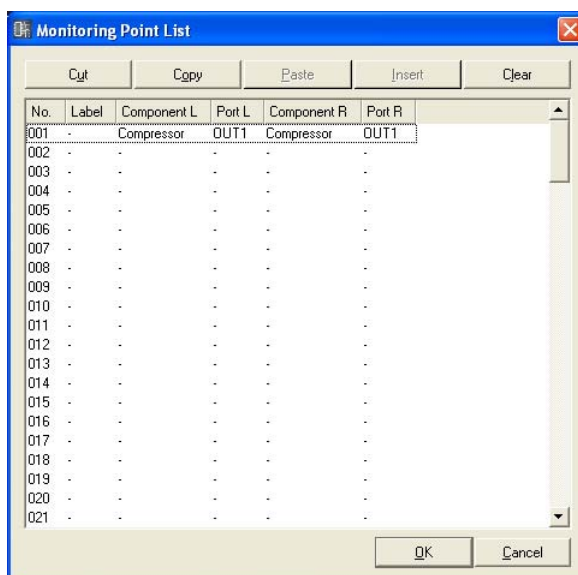 Monitoring Point List
Cut Copy Paste Insert Clear
No. Label Component L Port L Component R Port R
001 - Compressor OUT1 Compressor OUT1
002 - - - - -
003 - - - - -
004 - - - - -
005 - - - - -
006 - - - - -
007 - - - - -
008 - - - - -
009 - - - - -
010 - - - - -
011 - - - - -
012 - - - - -
013 - - - - -
014 - - - - -
015 - - - - -
016 - - - - -
017 - - - - -
018 - - - - -
019 - - - - -
020 - - - - -
021 - - - - -
OK Cancel